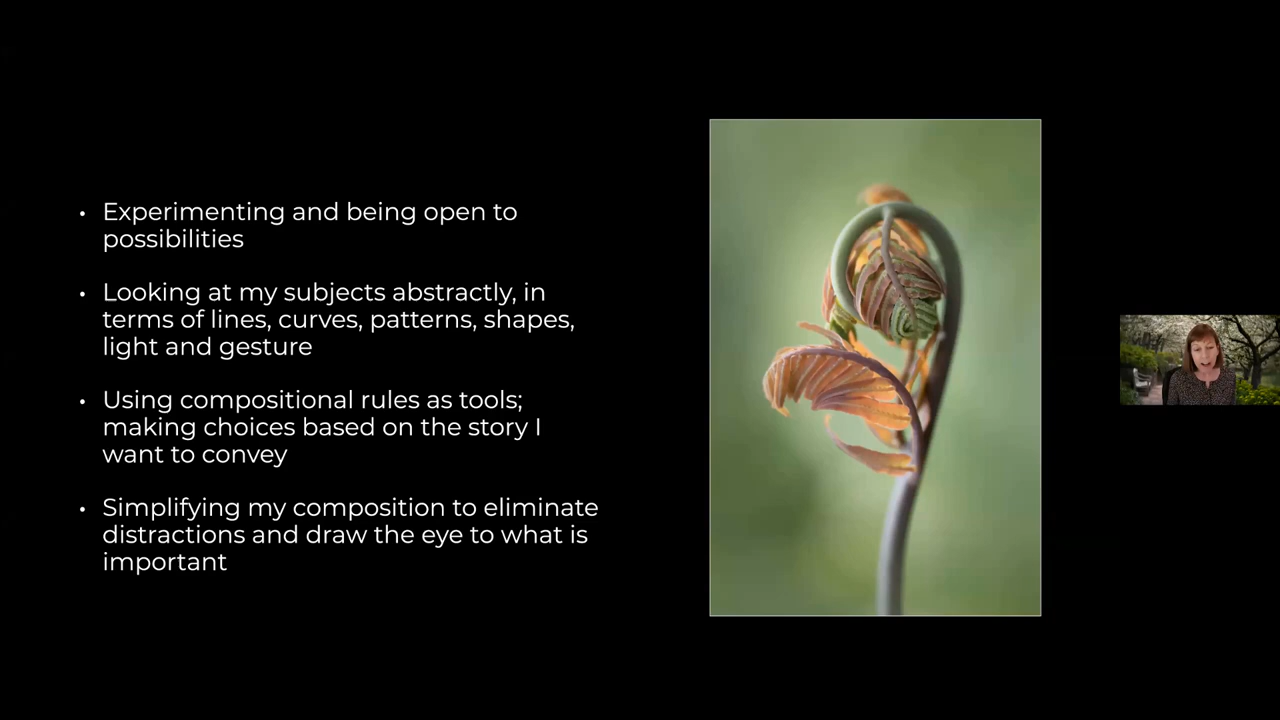 • Experimenting and being open to
possibilities
• Looking at my subjects abstractly, in
terms of lines, curves, patterns, shapes,
light and gesture
• Using compositional rules as tools;
making choices based on the story I
want to convey
• Simplifying my composition to eliminate
distractions and draw the eye to what is
important